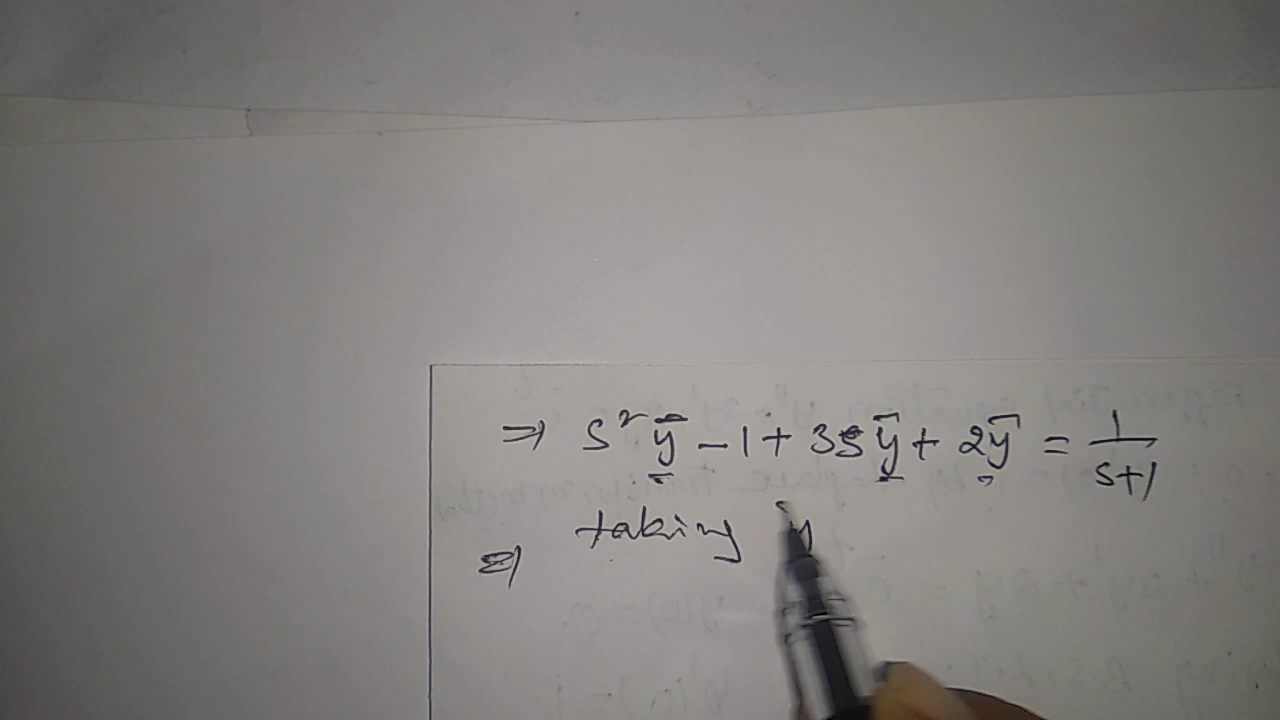 ⇒ s²ȳ - 1 + 3sȳ + 2ȳ = 1/(s+1)
⇒ taking y